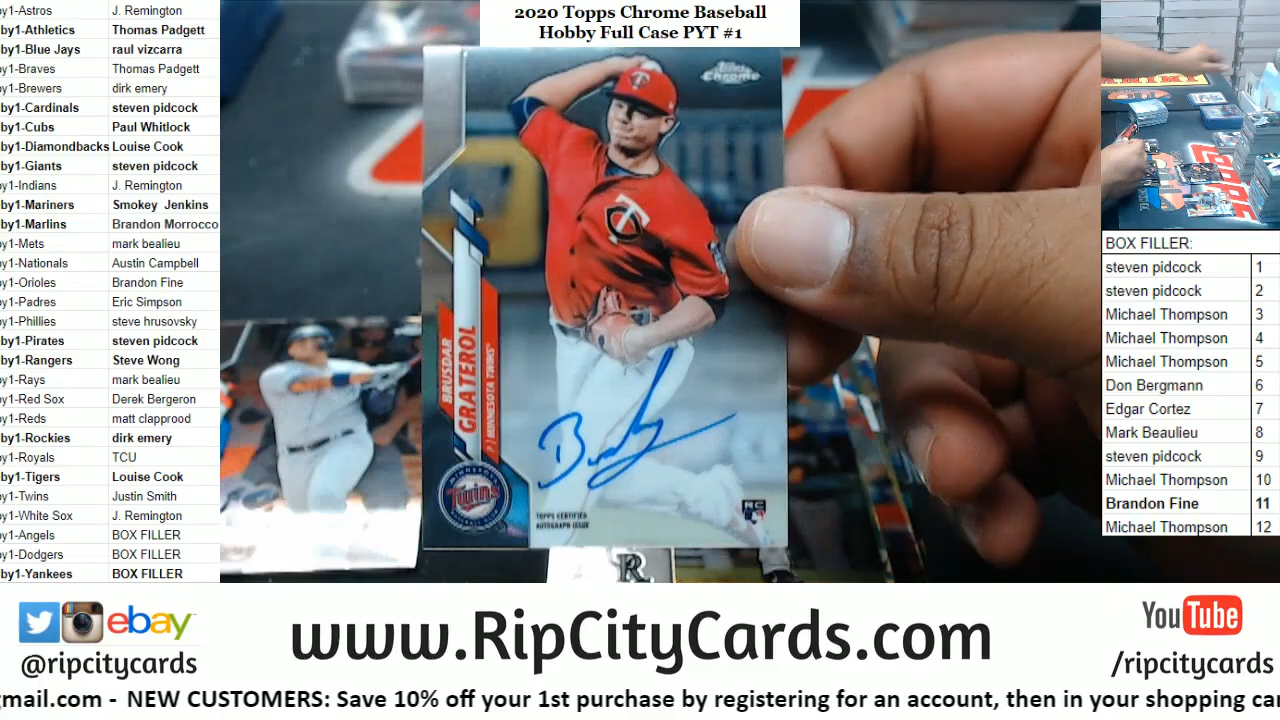 by1-Astros J. Remington
by1-Athletics Thomas Padgett
by1-Blue Jays raul vizcarra
by1-Braves Thomas Padgett
by1-Brewers dirk emery
by1-Cardinals steven pidcock
by1-Cubs Paul Whitlock
by1-Diamondbacks Louise Cook
by1-Giants steven pidcock
by1-Indians J. Remington
by1-Mariners Smokey Jenkins
by1-Marlins Brandon Morrocco
by1-Mets mark bealieu
by1-Nationals Austin Campbell
by1-Orioles Brandon Fine
by1-Padres Eric Simpson
by1-Phillies steve hrusovsky
by1-Pirates steven pidcock
by1-Rangers Steve Wong
by1-Rays mark bealieu
by1-Red Sox Derek Bergeron
by1-Reds matt clapprood
by1-Rockies dirk emery
by1-Royals TCU
by1-Tigers Louise Cook
by1-Twins Justin Smith
by1-White Sox J. Remington
by1-Angels BOX FILLER
by1-Dodgers BOX FILLER
by1-Yankees BOX FILLER
2020 Topps Chrome Baseball
Hobby Full Case PYT #1
Topps
Chrome
BRUSDAR
GRATEROL
P | MINNESOTA TWINS
MINNESOTA
Twins
BASEBALL CLUB
TOPPS CERTIFIED
AUTOGRAPH ISSUE
RC
BOX FILLER:
steven pidcock 1
steven pidcock 2
Michael Thompson 3
Michael Thompson 4
Michael Thompson 5
Don Bergmann 6
Edgar Cortez 7
Mark Beaulieu 8
steven pidcock 9
Michael Thompson 10
Brandon Fine 11
Michael Thompson 12
ebay
@ripcitycards
www.RipCityCards.com
YouTube
/ripcitycards
gmail.com - NEW CUSTOMERS: Save 10% off your 1st purchase by registering for an account, then in your shopping car